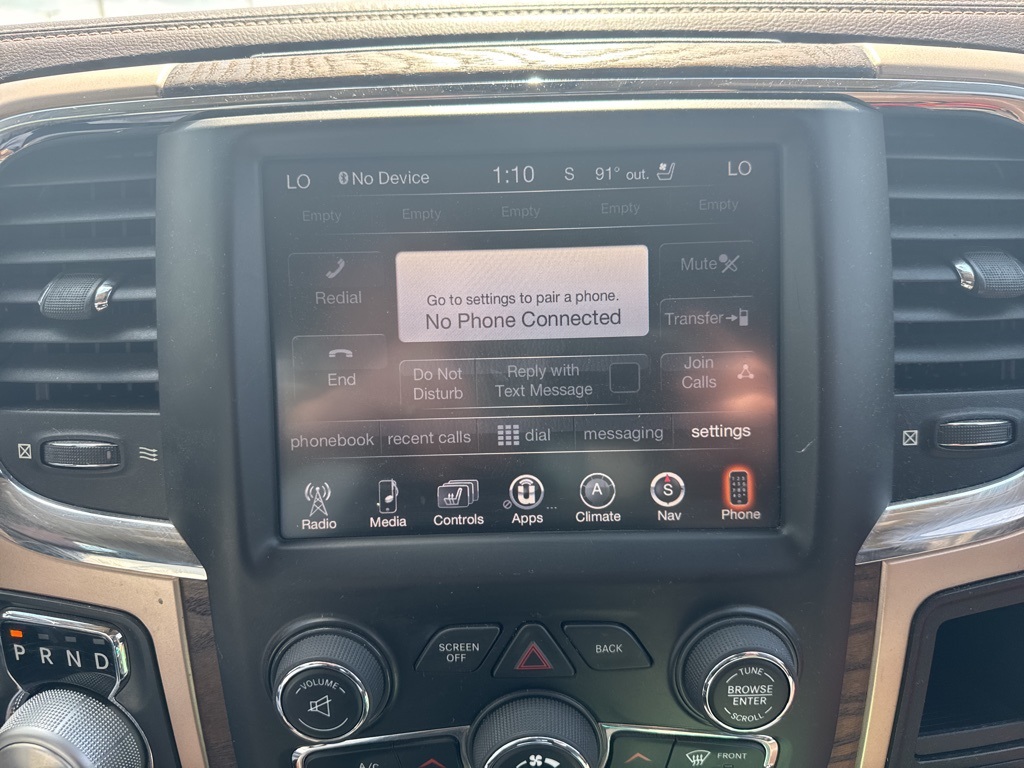 LO No Device 1:10 S 91° out. LO
Empty Empty Empty Empty Empty
Redial
Go to settings to pair a phone.
No Phone Connected
Mute
Transfer
End
Do Not
Disturb
Reply with
Text Message
Join
Calls
phonebook recent calls dial messaging settings
Radio Media Controls Apps Climate Nav Phone
A S
P R N D
VOLUME
SCREEN
OFF
BACK
TUNE
BROWSE
ENTER
SCROLL
A/C
FRONT